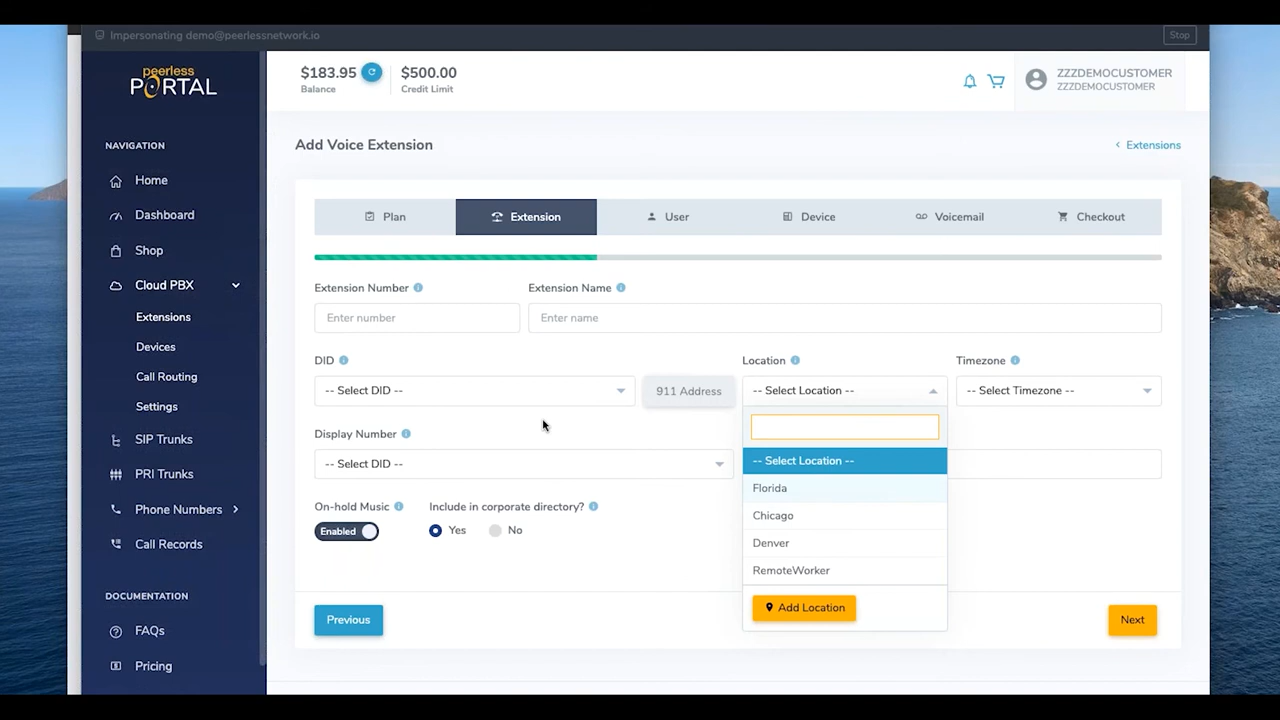 Impersonating demo@peerlessnetwork.io
Stop
peerless
PORTAL
$183.95
Balance
$500.00
Credit Limit
ZZZDEMOCUSTOMER
ZZZDEMOCUSTOMER
NAVIGATION
Home
Dashboard
Shop
Cloud PBX
Extensions
Devices
Call Routing
Settings
SIP Trunks
PRI Trunks
Phone Numbers
Call Records
DOCUMENTATION
FAQs
Pricing
Add Voice Extension
Extensions
Plan
Extension
User
Device
Voicemail
Checkout
Extension Number
Extension Name
Enter number
Enter name
DID
Location
Timezone
-- Select DID --
911 Address
-- Select Location --
-- Select Timezone --
Display Number
-- Select DID --
-- Select Location --
Florida
Chicago
Denver
RemoteWorker
Add Location
On-hold Music
Include in corporate directory?
Enabled
Yes
No
Previous
Next